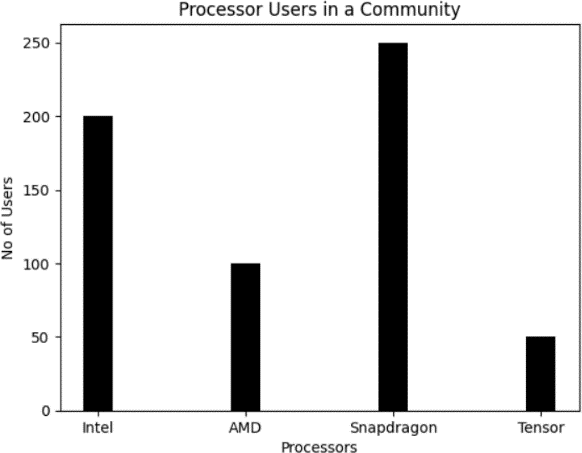 Processor Users in a Community
250
200
150
100
50
0
No of Users
Intel AMD Snapdragon Tensor
Processors